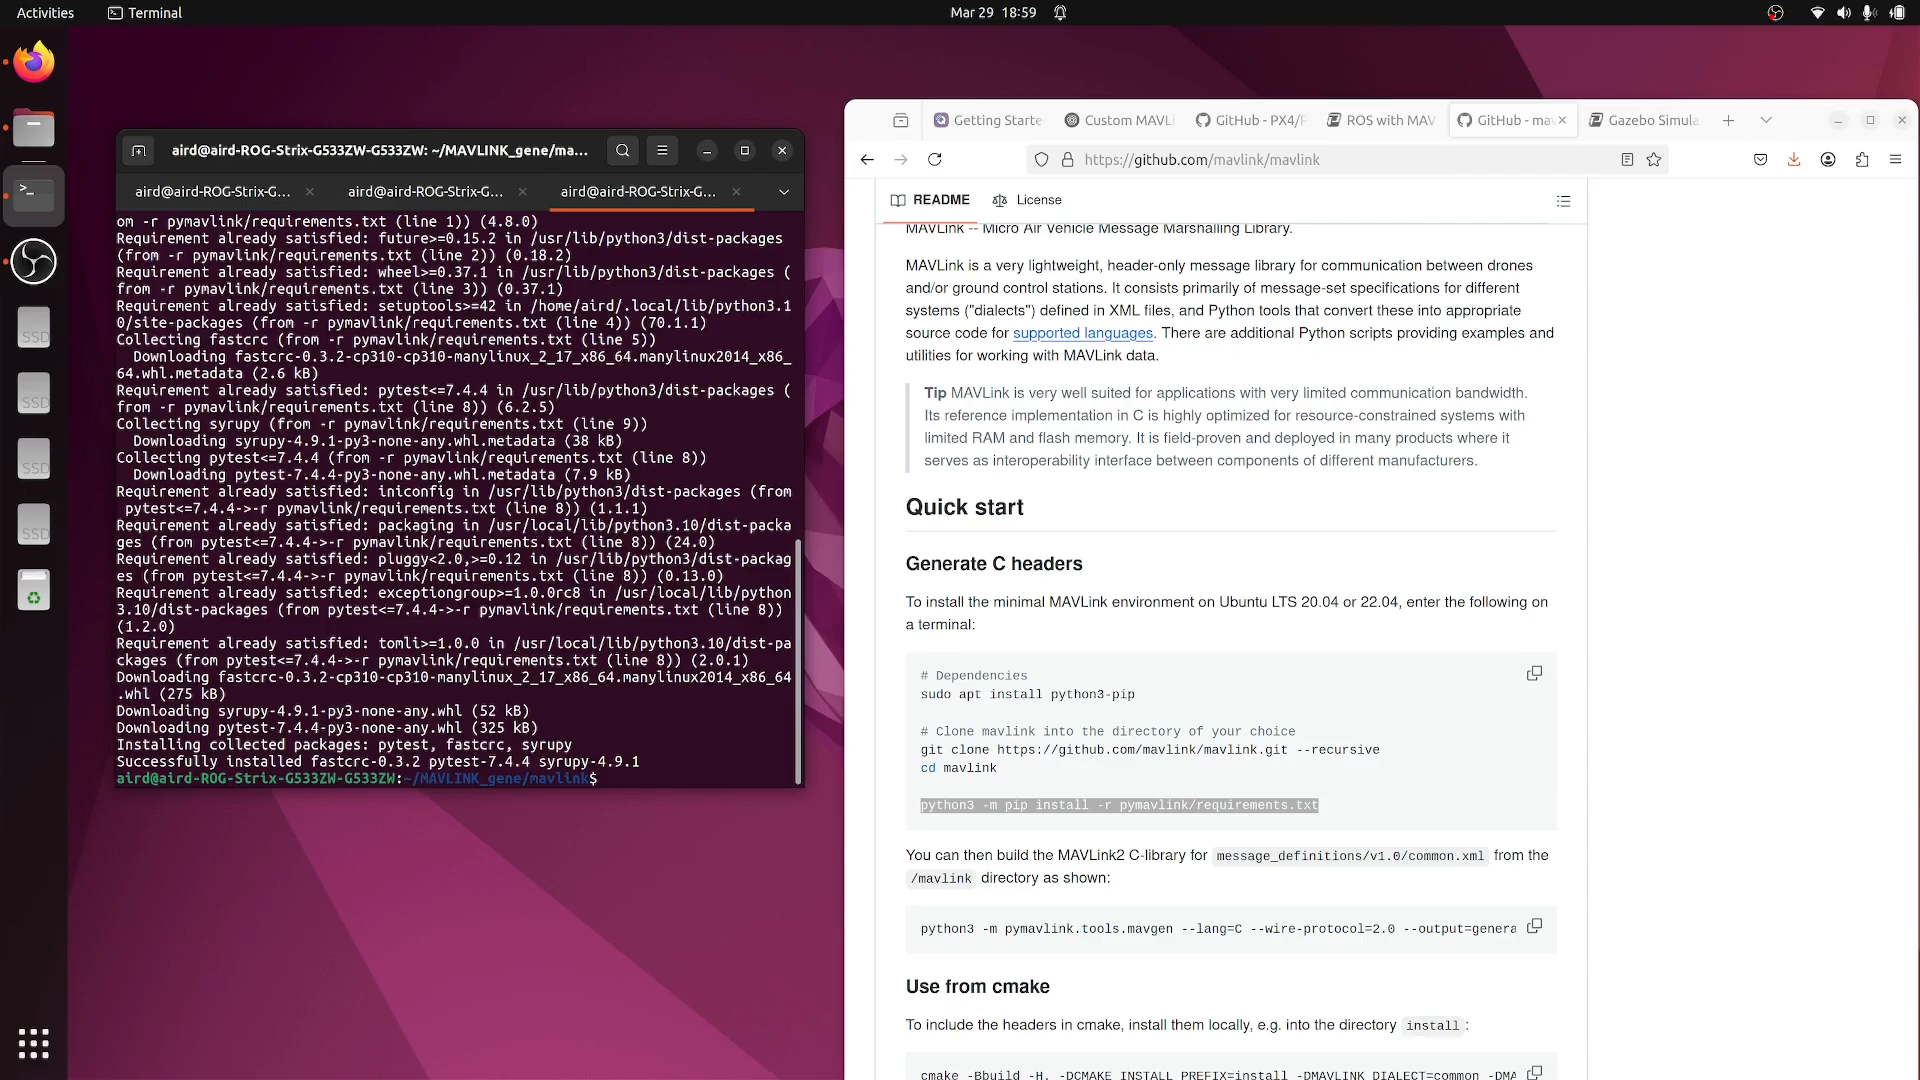 Activities
Terminal
Mar 29 18:59
aird@aird-ROG-Strix-G533ZW-G533ZW: ~/MAVLINK_gene/ma...
aird@aird-ROG-Strix-G...
aird@aird-ROG-Strix-G...
aird@aird-ROG-Strix-G...
om -r pymavlink/requirements.txt (line 1)) (4.8.0)
Requirement already satisfied: future>=0.15.2 in /usr/lib/python3/dist-packages
(from -r pymavlink/requirements.txt (line 2)) (0.18.2)
Requirement already satisfied: wheel>=0.37.1 in /usr/lib/python3/dist-packages (
from -r pymavlink/requirements.txt (line 3)) (0.37.1)
Requirement already satisfied: setuptools>=42 in /home/aird/.local/lib/python3.1
0/site-packages (from -r pymavlink/requirements.txt (line 4)) (70.1.1)
Collecting fastcrc (from -r pymavlink/requirements.txt (line 5))
Downloading fastcrc-0.3.2-cp310-cp310-manylinux_2_17_x86_64.manylinux2014_x86_
64.whl.metadata (2.6 kB)
Requirement already satisfied: pytest<=7.4.4 in /usr/lib/python3/dist-packages (
from -r pymavlink/requirements.txt (line 8)) (6.2.5)
Collecting syrupy (from -r pymavlink/requirements.txt (line 9))
Downloading syrupy-4.9.1-py3-none-any.whl.metadata (38 kB)
Collecting pytest<=7.4.4 (from -r pymavlink/requirements.txt (line 8))
Downloading pytest-7.4.4-py3-none-any.whl.metadata (7.9 kB)
Requirement already satisfied: iniconfig in /usr/lib/python3/dist-packages (from
pytest<=7.4.4->-r pymavlink/requirements.txt (line 8)) (1.1.1)
Requirement already satisfied: packaging in /usr/local/lib/python3.10/dist-packa
ges (from pytest<=7.4.4->-r pymavlink/requirements.txt (line 8)) (24.0)
Requirement already satisfied: pluggy<2.0,>=0.12 in /usr/lib/python3/dist-packag
es (from pytest<=7.4.4->-r pymavlink/requirements.txt (line 8)) (0.13.0)
Requirement already satisfied: exceptiongroup>=1.0.0rc8 in /usr/local/lib/python
3.10/dist-packages (from pytest<=7.4.4->-r pymavlink/requirements.txt (line 8))
(1.2.0)
Requirement already satisfied: tomli>=1.0.0 in /usr/local/lib/python3.10/dist-pa
ckages (from pytest<=7.4.4->-r pymavlink/requirements.txt (line 8)) (2.0.1)
Downloading fastcrc-0.3.2-cp310-cp310-manylinux_2_17_x86_64.manylinux2014_x86_64
.whl (275 kB)
Downloading syrupy-4.9.1-py3-none-any.whl (52 kB)
Downloading pytest-7.4.4-py3-none-any.whl (325 kB)
Installing collected packages: pytest, fastcrc, syrupy
Successfully installed fastcrc-0.3.2 pytest-7.4.4 syrupy-4.9.1
aird@aird-ROG-Strix-G533ZW-G533ZW:~/MAVLINK_gene/mavlink$
SSD
SSD
SSD
SSD
Getting Starte
Custom MAVLi
GitHub - PX4/P
ROS with MAV
GitHub - mav
Gazebo Simula
https://github.com/mavlink/mavlink
README
License
MAVLink -- Micro Air Vehicle Message Marshalling Library.
MAVLink is a very lightweight, header-only message library for communication between drones
and/or ground control stations. It consists primarily of message-set specifications for different
systems ("dialects") defined in XML files, and Python tools that convert these into appropriate
source code for supported languages. There are additional Python scripts providing examples and
utilities for working with MAVLink data.
Tip MAVLink is very well suited for applications with very limited communication bandwidth.
Its reference implementation in C is highly optimized for resource-constrained systems with
limited RAM and flash memory. It is field-proven and deployed in many products where it
serves as interoperability interface between components of different manufacturers.
Quick start
Generate C headers
To install the minimal MAVLink environment on Ubuntu LTS 20.04 or 22.04, enter the following on
a terminal:
# Dependencies
sudo apt install python3-pip
# Clone mavlink into the directory of your choice
git clone https://github.com/mavlink/mavlink.git --recursive
cd mavlink
python3 -m pip install -r pymavlink/requirements.txt
You can then build the MAVLink2 C-library for message_definitions/v1.0/common.xml from the
/mavlink directory as shown:
python3 -m pymavlink.tools.mavgen --lang=C --wire-protocol=2.0 --output=genera
Use from cmake
To include the headers in cmake, install them locally, e.g. into the directory install :
cmake -Bbuild -H. -DCMAKE_INSTALL_PREFIX=install -DMAVLINK_DIALECT=common -DMA